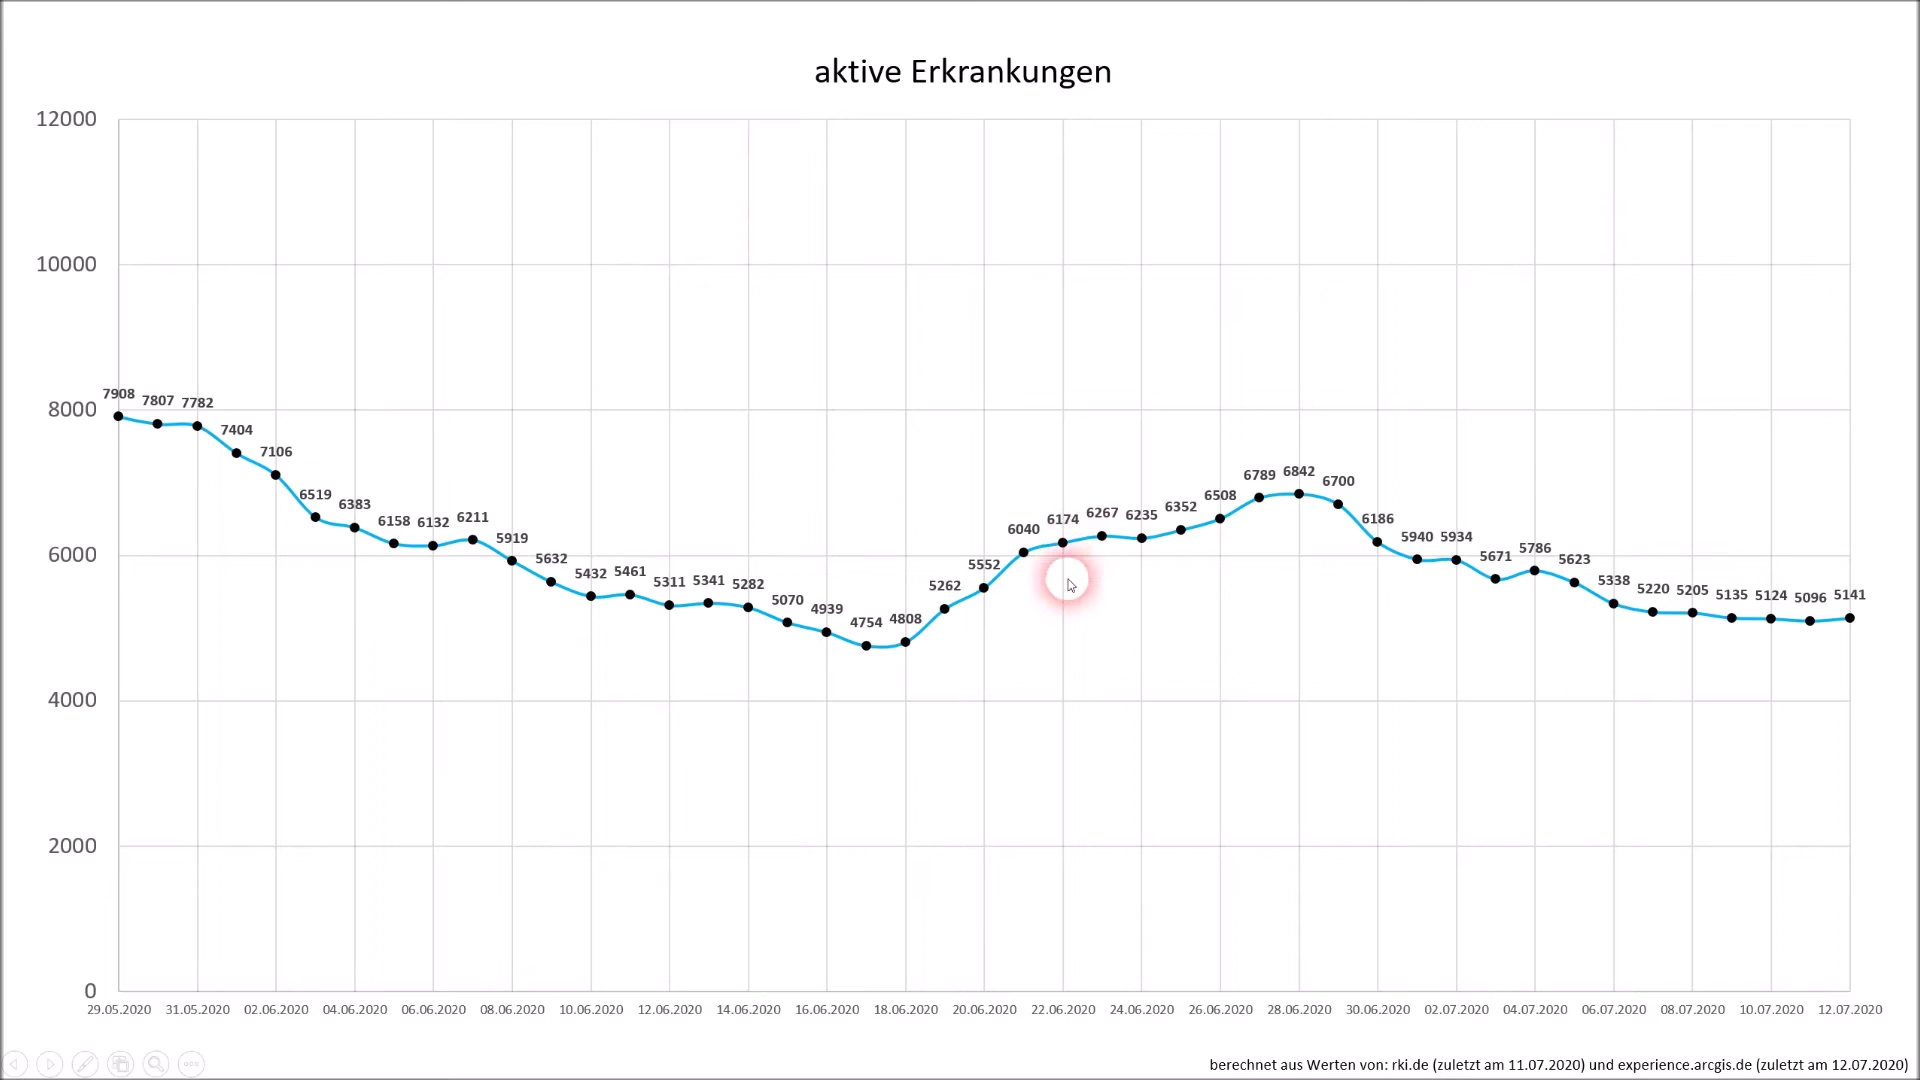 aktive Erkrankungen
12000
10000
8000
6000
4000
2000
0
7908 7807 7782 7404 7106 6519 6383 6158 6132 6211 5919 5632 5432 5461 5311 5341 5282 5070 4939 4754 4808 5262 5552 6040 6174 6267 6235 6352 6508 6789 6842 6700 6186 5940 5934 5671 5786 5623 5338 5220 5205 5135 5124 5096 5141
29.05.2020 31.05.2020 02.06.2020 04.06.2020 06.06.2020 08.06.2020 10.06.2020 12.06.2020 14.06.2020 16.06.2020 18.06.2020 20.06.2020 22.06.2020 24.06.2020 26.06.2020 28.06.2020 30.06.2020 02.07.2020 04.07.2020 06.07.2020 08.07.2020 10.07.2020 12.07.2020
berechnet aus Werten von: rki.de (zuletzt am 11.07.2020) und experience.arcgis.de (zuletzt am 12.07.2020)